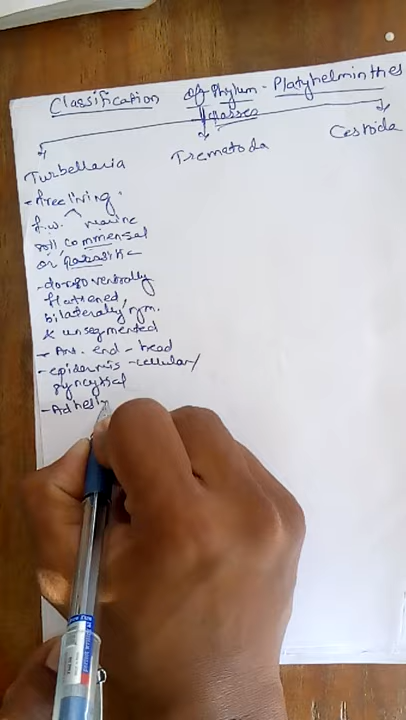 Classification of Phylum - Platyhelminthes
Classes
Turbellaria
Trematoda
Cestoda
- free living.
f.w. marine
commensal
or parasitic
- dorsoventrally
flattened,
bilaterally sym.
& unsegmented
- Ant. end - head
- epidermis - cellular/
syncytial
- Adhesi